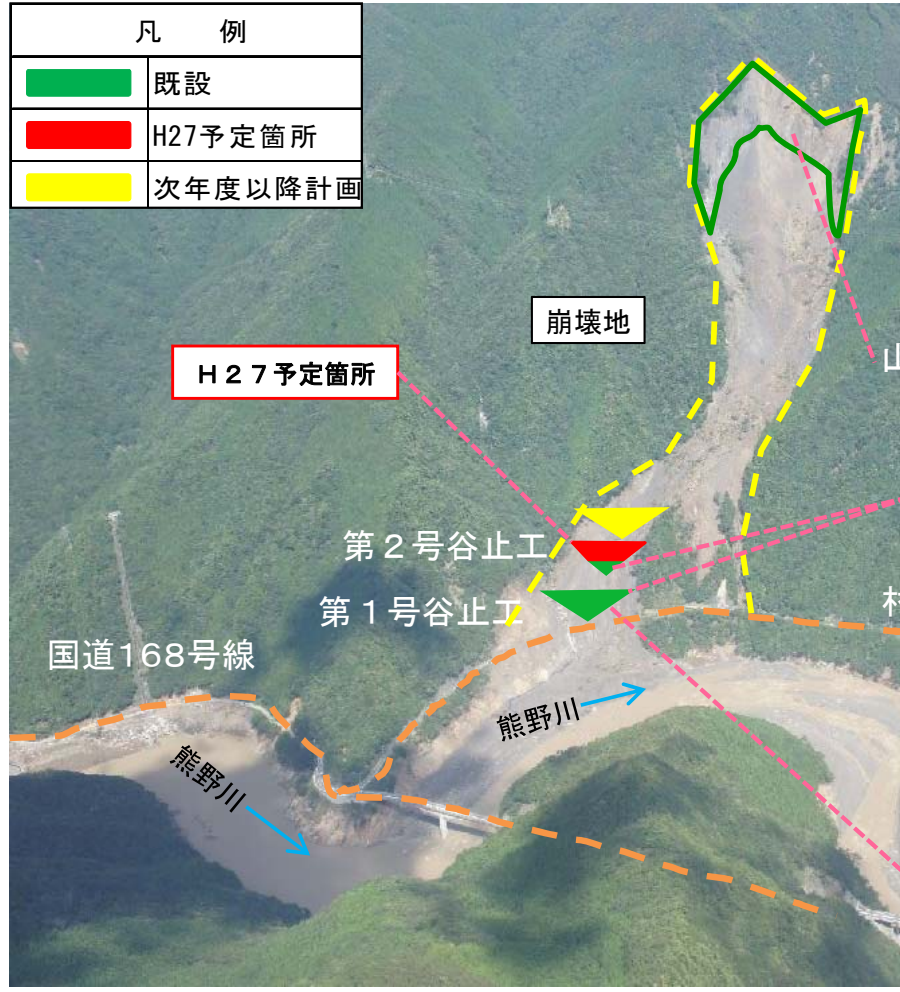 凡　例
既設
H27予定箇所
次年度以降計画
崩壊地
Ｈ２７予定箇所
山
第２号谷止工
第１号谷止工
村
国道168号線
熊野川
熊野川